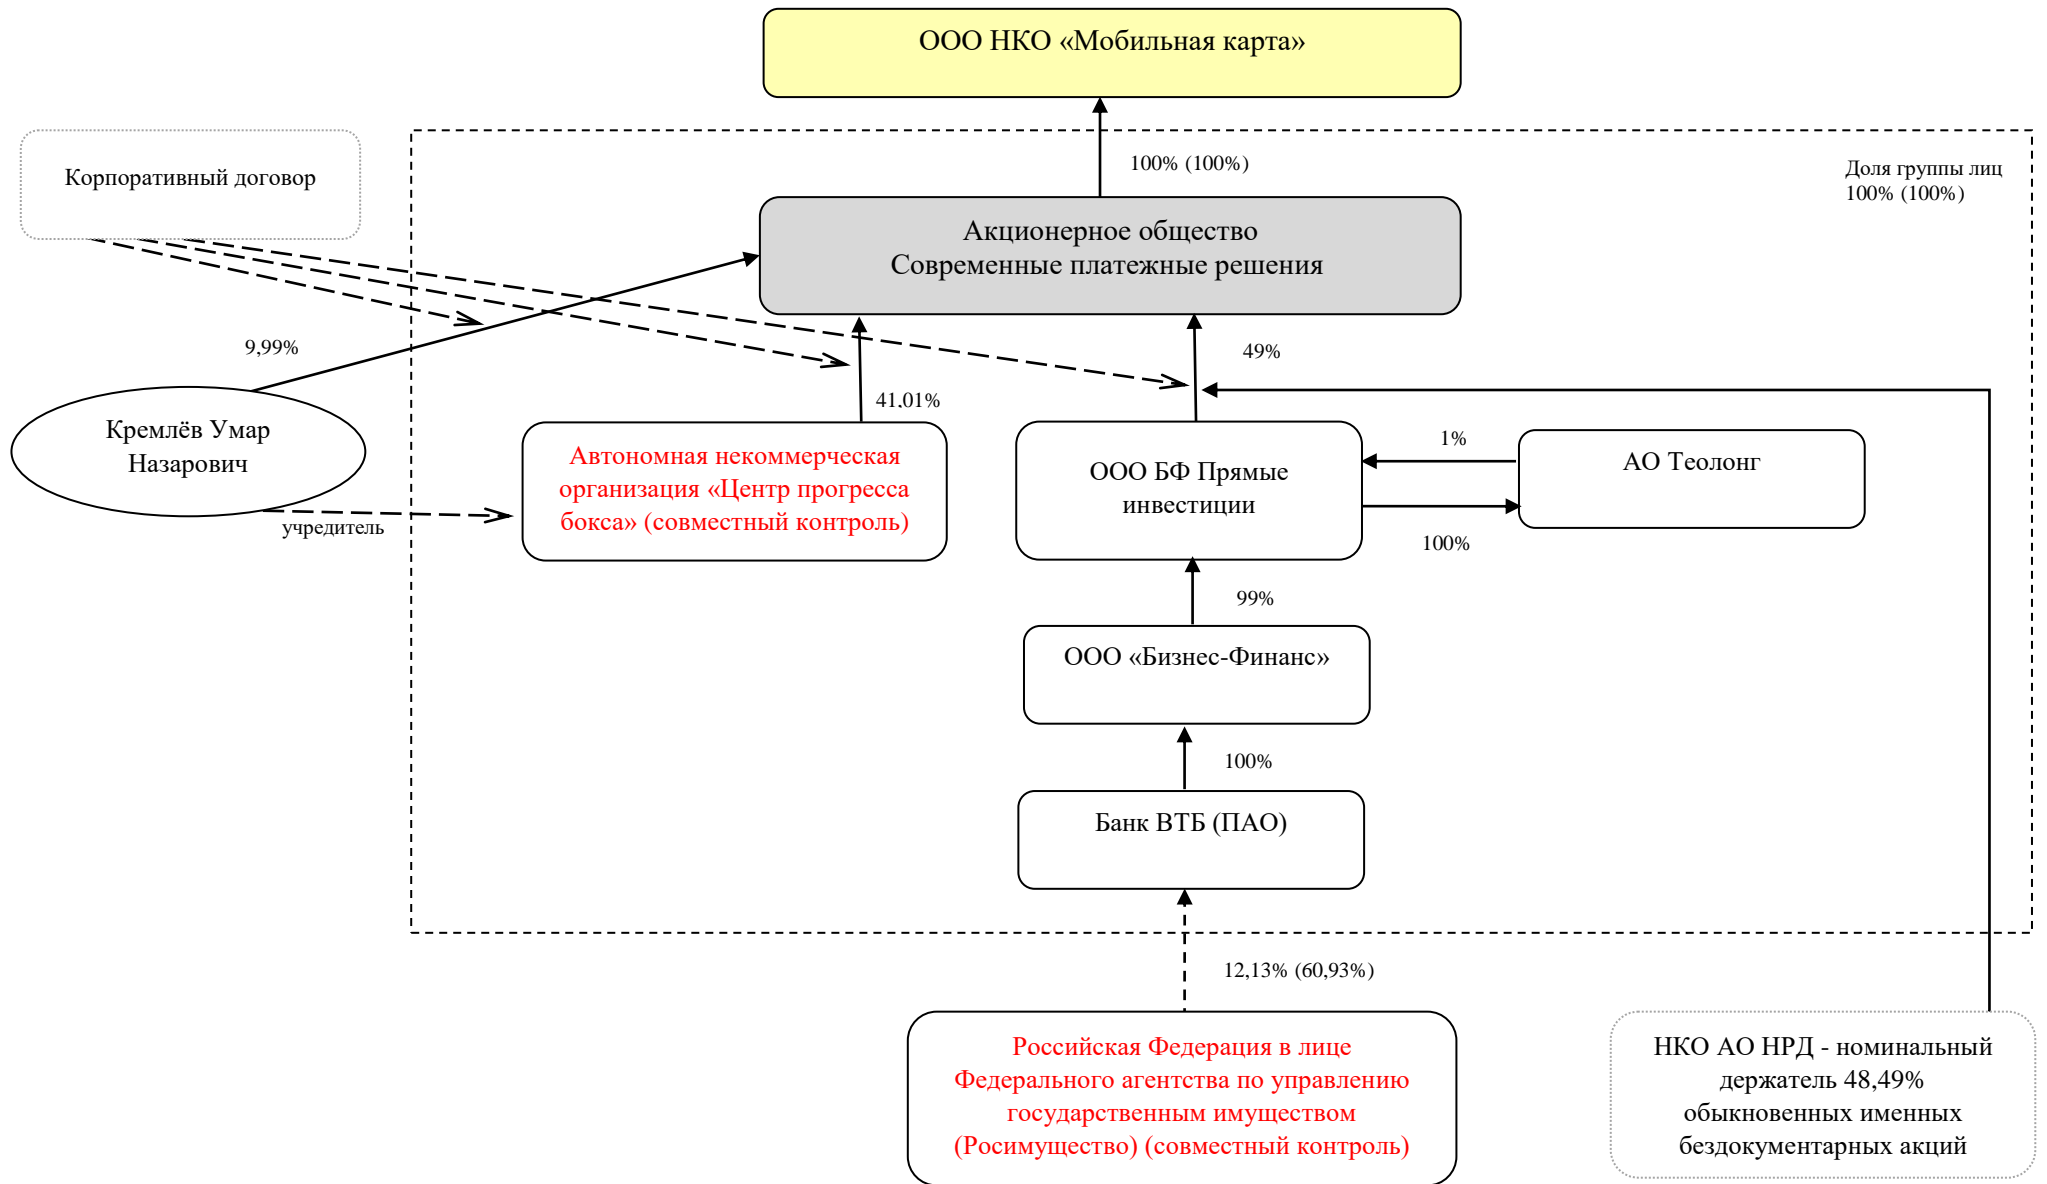 ООО НКО «Мобильная карта»
Корпоративный договор
100% (100%)
Доля группы лиц
100% (100%)
Акционерное общество
Современные платежные решения
9,99%
49%
41,01%
Кремлёв Умар
Назарович
учредитель
Автономная некоммерческая
организация «Центр прогресса
бокса» (совместный контроль)
ООО БФ Прямые
инвестиции
1%
100%
АО Теолонг
99%
ООО «Бизнес-Финанс»
100%
Банк ВТБ (ПАО)
12,13% (60,93%)
Российская Федерация в лице
Федерального агентства по управлению
государственным имуществом
(Росимущество) (совместный контроль)
НКО АО НРД - номинальный
держатель 48,49%
обыкновенных именных
бездокументарных акций